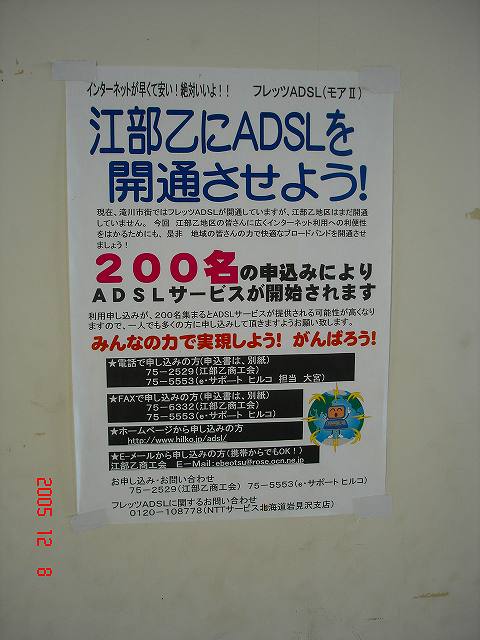 インターネットが早くて安い！絶対いいよ！！　フレッツADSL(モアⅡ)
江部乙にADSLを
開通させよう！
現在、滝川市街ではフレッツADSLが開通していますが、江部乙地区はまだ開通
していません。 今回 江部乙地区の皆さんに広くインターネット利用への利便性
をはかるためにも、是非 地域の皆さんの力で快適なブロードバンドを開通させ
ましょう！
２００名の申込みにより
ADSLサービスが開始されます
利用申し込みが、200名集まるとADSLサービスが提供される可能性が高くなり
ますので、一人でも多くの方に申し込みして頂きますようお願い致します。
みんなの力で実現しよう！ がんばろう！
★電話で申し込みの方(申込書は、別紙)
75-2529(江部乙商工会)
75-5553(e・サポート ヒルコ 担当 大宮)
★FAXで申し込みの方(申込書は、別紙)
75-6332(江部乙商工会)
75-5553(e・サポート ヒルコ)
★ホームページから申し込みの方
http://www.hilko.jp/adsl/
★E-メールから申し込みの方(携帯からでもOK！)
江部乙商工会 E-Mail:ebeotsu@rose.ocn.ne.jp
お申し込み・お問い合わせ
75-2529(江部乙商工会) 75-5553(e・サポート ヒルコ)
フレッツADSLに関するお問い合わせ
0120-108778(NTTサービス北海道岩見沢支店)
2005 12 8